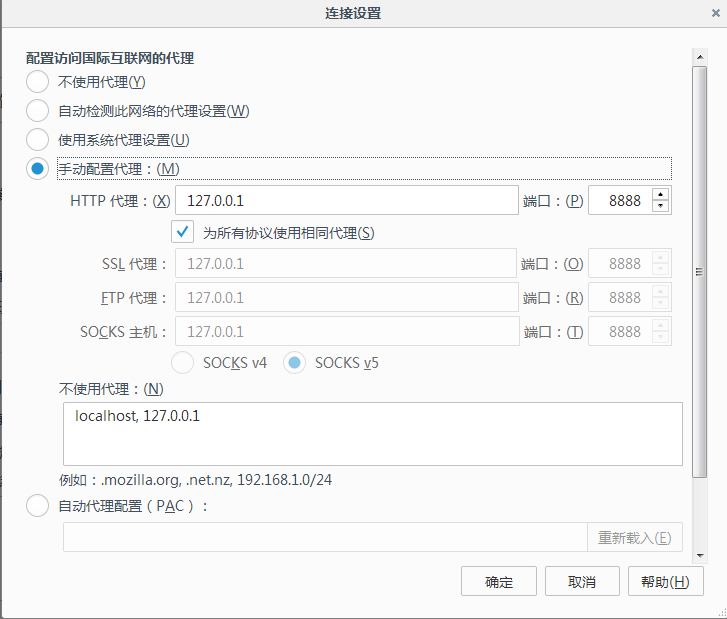 连接设置
配置访问国际互联网的代理
不使用代理(Y)
自动检测此网络的代理设置(W)
使用系统代理设置(U)
手动配置代理：(M)
HTTP 代理：(X) 127.0.0.1 端口：(P) 8888
为所有协议使用相同代理(S)
SSL 代理： 127.0.0.1 端口：(O) 8888
FTP 代理： 127.0.0.1 端口：(R) 8888
SOCKS 主机： 127.0.0.1 端口：(T) 8888
SOCKS v4 SOCKS v5
不使用代理：(N)
localhost, 127.0.0.1
例如：.mozilla.org, .net.nz, 192.168.1.0/24
自动代理配置（PAC）：
重新载入(E)
确定 取消 帮助(H)